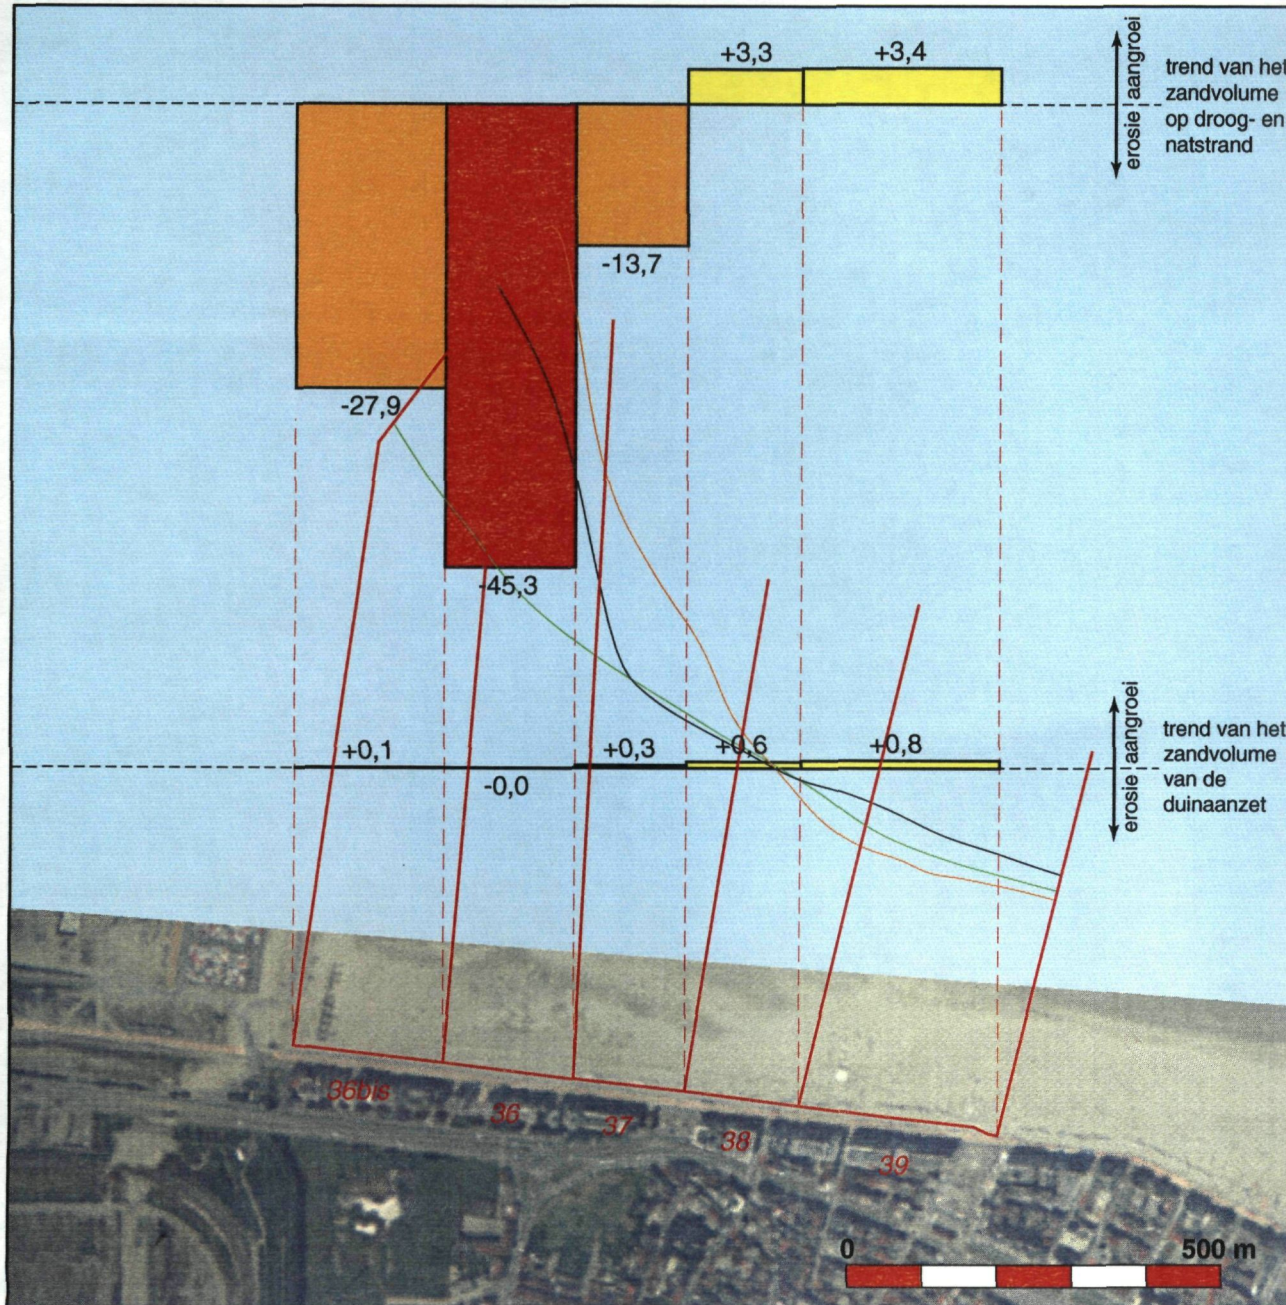 +3,3
+3,4
erosie aangroei
trend van het
zandvolume
op droog- en
natstrand
-13,7
-27,9
-45,3
+0,1
-0,0
+0,3
+0,6
+0,8
erosie aangroei
trend van het
zandvolume
van de
duinaanzet
36bis
36
37
38
39
0
500 m